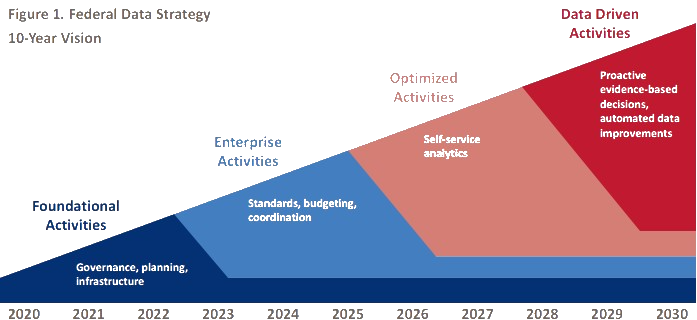 Figure 1. Federal Data Strategy
10-Year Vision
Data Driven
Activities
Proactive
evidence-based
decisions,
automated data
improvements
Optimized
Activities
Self-service
analytics
Enterprise
Activities
Standards, budgeting,
coordination
Foundational
Activities
Governance, planning,
infrastructure
2020 2021 2022 2023 2024 2025 2026 2027 2028 2029 2030